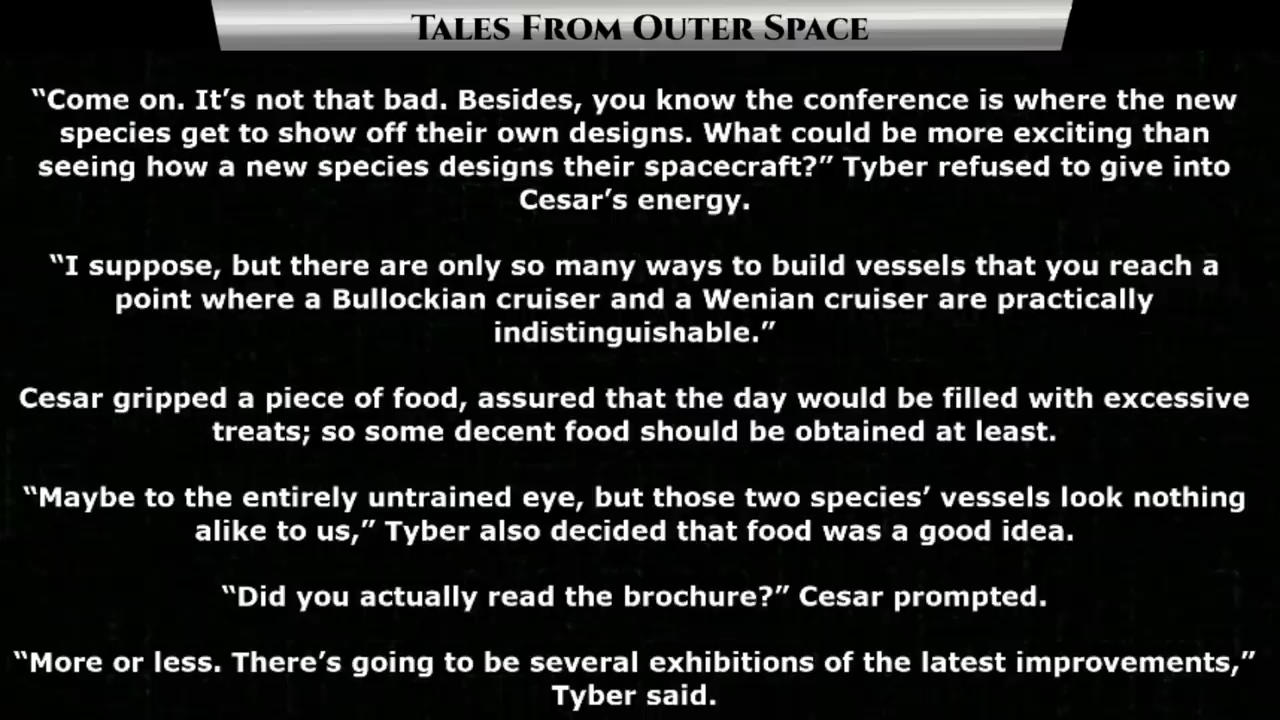 Tales From Outer Space
“Come on. It’s not that bad. Besides, you know the conference is where the new
species get to show off their own designs. What could be more exciting than
seeing how a new species designs their spacecraft?” Tyber refused to give into
Cesar’s energy.
“I suppose, but there are only so many ways to build vessels that you reach a
point where a Bullockian cruiser and a Wenian cruiser are practically
indistinguishable.”
Cesar gripped a piece of food, assured that the day would be filled with excessive
treats; so some decent food should be obtained at least.
“Maybe to the entirely untrained eye, but those two species’ vessels look nothing
alike to us,” Tyber also decided that food was a good idea.
“Did you actually read the brochure?” Cesar prompted.
“More or less. There’s going to be several exhibitions of the latest improvements,”
Tyber said.